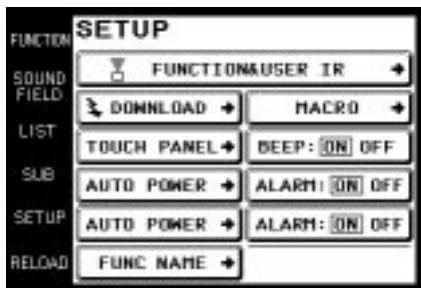 FUNCTION
SOUND
FIELD
LIST
SUB
SETUP
RELOAD
SETUP
FUNCTION&USER IR →
DOWNLOAD → MACRO →
TOUCH PANEL → BEEP: ON OFF
AUTO POWER → ALARM: ON OFF
AUTO POWER → ALARM: ON OFF
FUNC NAME →